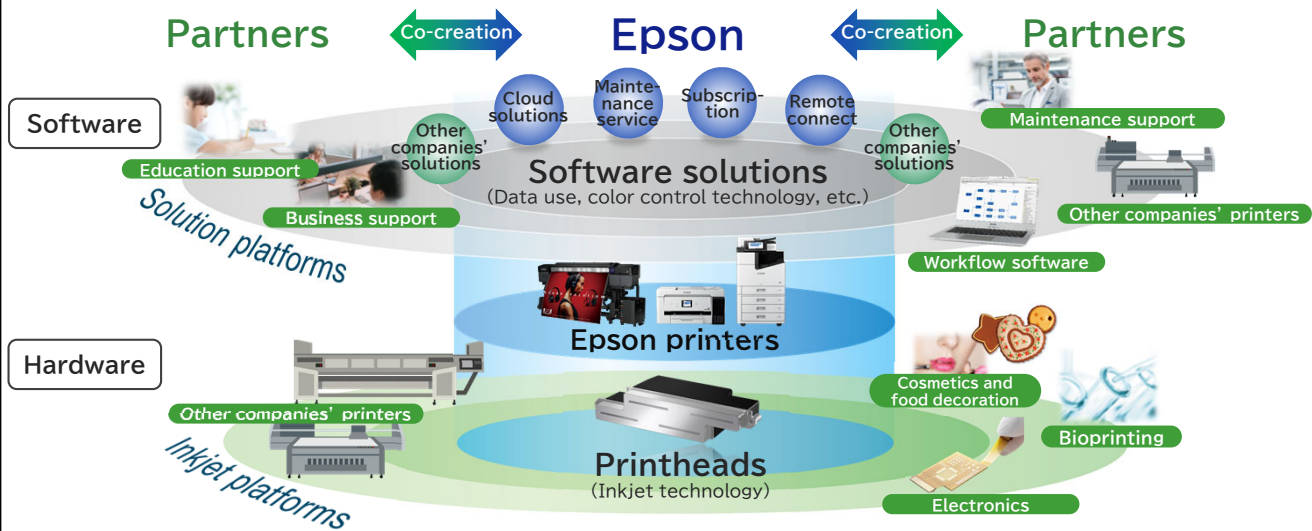 Partners
Co-creation
Epson
Co-creation
Partners
Software
Cloud
solutions
Mainte-
nance
service
Subscrip-
tion
Remote
connect
Other
companies'
solutions
Other
companies'
solutions
Maintenance support
Education support
Software solutions
(Data use, color control technology, etc.)
Business support
Other companies' printers
Solution platforms
Workflow software
Epson printers
Hardware
Cosmetics and
food decoration
Other companies' printers
Bioprinting
Printheads
(Inkjet technology)
Inkjet platforms
Electronics